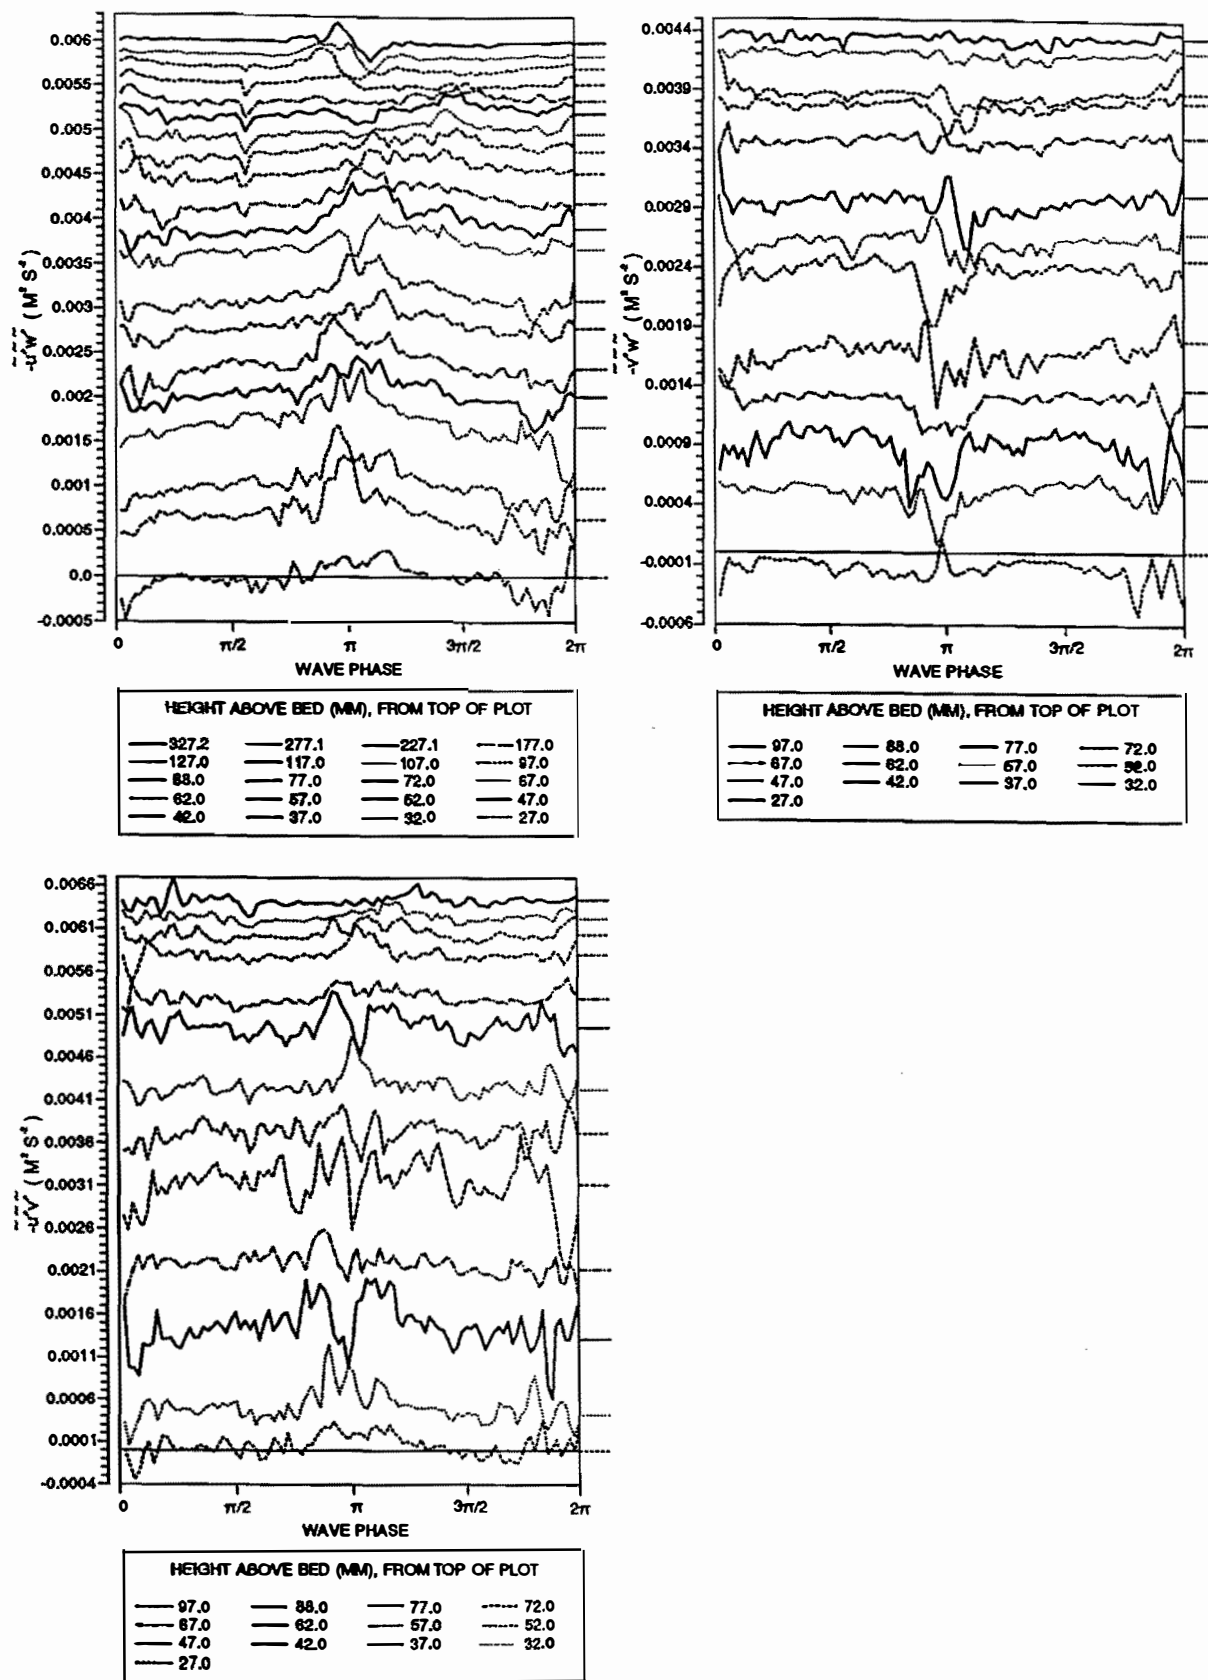 0.006
0.0055
0.005
0.0045
0.004
0.0035
0.003
0.0025
0.002
0.0015
0.001
0.0005
0.0
-0.0005
-u'w' (M² S⁻²)
0 π/2 π 3π/2 2π
WAVE PHASE
HEIGHT ABOVE BED (MM), FROM TOP OF PLOT
327.2 277.1 227.1 177.0
127.0 117.0 107.0 97.0
88.0 77.0 72.0 67.0
62.0 57.0 52.0 47.0
42.0 37.0 32.0 27.0
0.0044
0.0039
0.0034
0.0029
0.0024
0.0019
0.0014
0.0009
0.0004
-0.0001
-0.0006
-v'w' (M² S⁻²)
0 π/2 π 3π/2 2π
WAVE PHASE
HEIGHT ABOVE BED (MM), FROM TOP OF PLOT
97.0 88.0 77.0 72.0
67.0 62.0 57.0 52.0
47.0 42.0 37.0 32.0
27.0
0.0066
0.0061
0.0056
0.0051
0.0046
0.0041
0.0036
0.0031
0.0026
0.0021
0.0016
0.0011
0.0006
0.0001
-0.0004
-u'v' (M² S⁻²)
0 π/2 π 3π/2 2π
WAVE PHASE
HEIGHT ABOVE BED (MM), FROM TOP OF PLOT
97.0 88.0 77.0 72.0
67.0 62.0 57.0 52.0
47.0 42.0 37.0 32.0
27.0